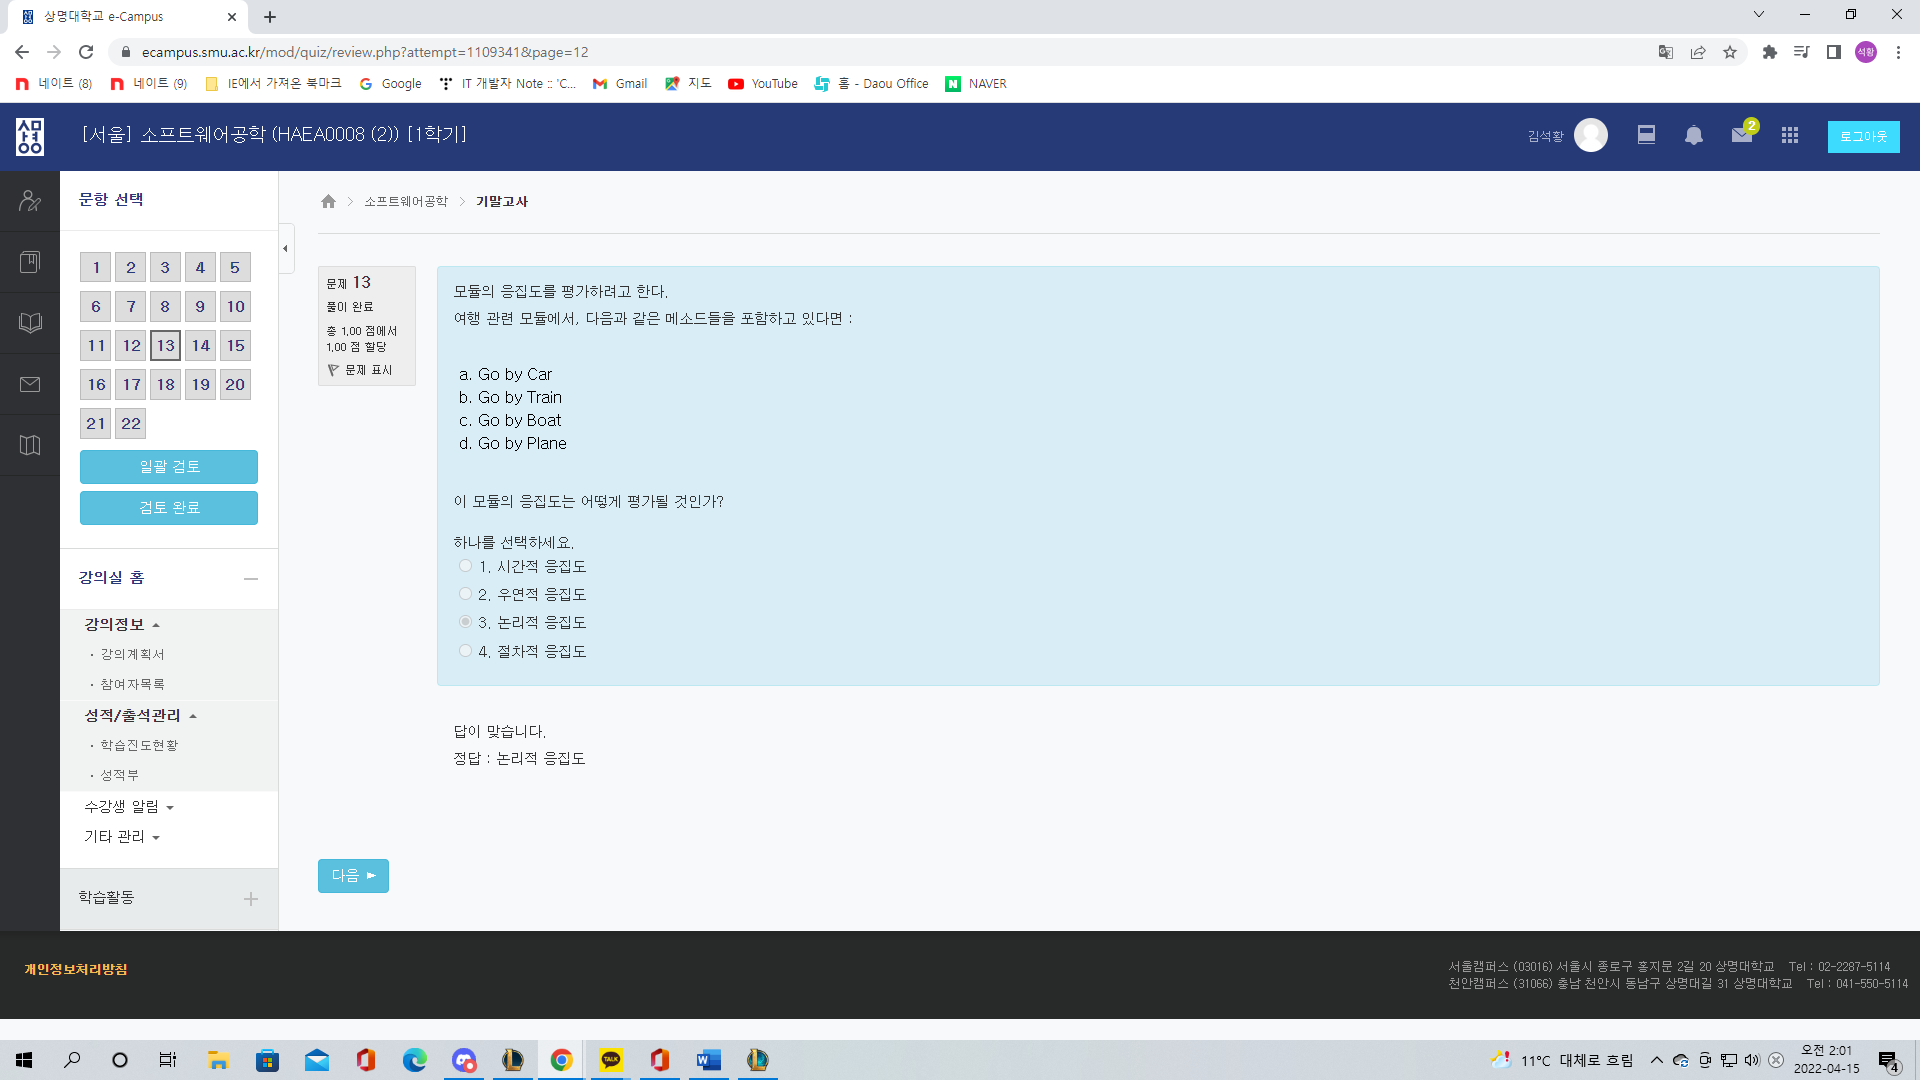 상명대학교 e-Campus
ecampus.smu.ac.kr/mod/quiz/review.php?attempt=1109341&page=12
석황
네이트 (8)
네이트 (9)
IE에서 가져온 북마크
Google
IT 개발자 Note :: 'C...
Gmail
지도
YouTube
홈 - Daou Office
NAVER
[서울] 소프트웨어공학 (HAEA0008 (2)) [1학기]
김석황
2
로그아웃
문항 선택
1 2 3 4 5
6 7 8 9 10
11 12 13 14 15
16 17 18 19 20
21 22
일괄 검토
검토 완료
강의실 홈
강의정보
· 강의계획서
· 참여자목록
성적/출석관리
· 학습진도현황
· 성적부
수강생 알림
기타 관리
학습활동
소프트웨어공학
기말고사
문제 13
풀이 완료
총 1.00 점에서
1.00 점 할당
문제 표시
모듈의 응집도를 평가하려고 한다.
여행 관련 모듈에서, 다음과 같은 메소드들을 포함하고 있다면 :
a. Go by Car
b. Go by Train
c. Go by Boat
d. Go by Plane
이 모듈의 응집도는 어떻게 평가될 것인가?
하나를 선택하세요.
1. 시간적 응집도
2. 우연적 응집도
3. 논리적 응집도
4. 절차적 응집도
답이 맞습니다.
정답 : 논리적 응집도
다음 ►
개인정보처리방침
서울캠퍼스 (03016) 서울시 종로구 홍지문 2길 20 상명대학교 Tel : 02-2287-5114
천안캠퍼스 (31066) 충남 천안시 동남구 상명대길 31 상명대학교 Tel : 041-550-5114
TALK
11°C 대체로 흐림
오전 2:01
2022-04-15
4